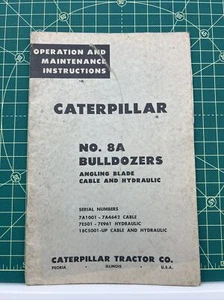 OPERATION AND
MAINTENANCE
INSTRUCTIONS
CATERPILLAR
NO. 8A
BULLDOZERS
ANGLING BLADE
CABLE AND HYDRAULIC
SERIAL NUMBERS
7A1001 - 7A4642 CABLE
7E501 - 7E961 HYDRAULIC
18C5001-UP CABLE AND HYDRAULIC
CATERPILLAR TRACTOR CO.
PEORIA • ILLINOIS • U.S.A.